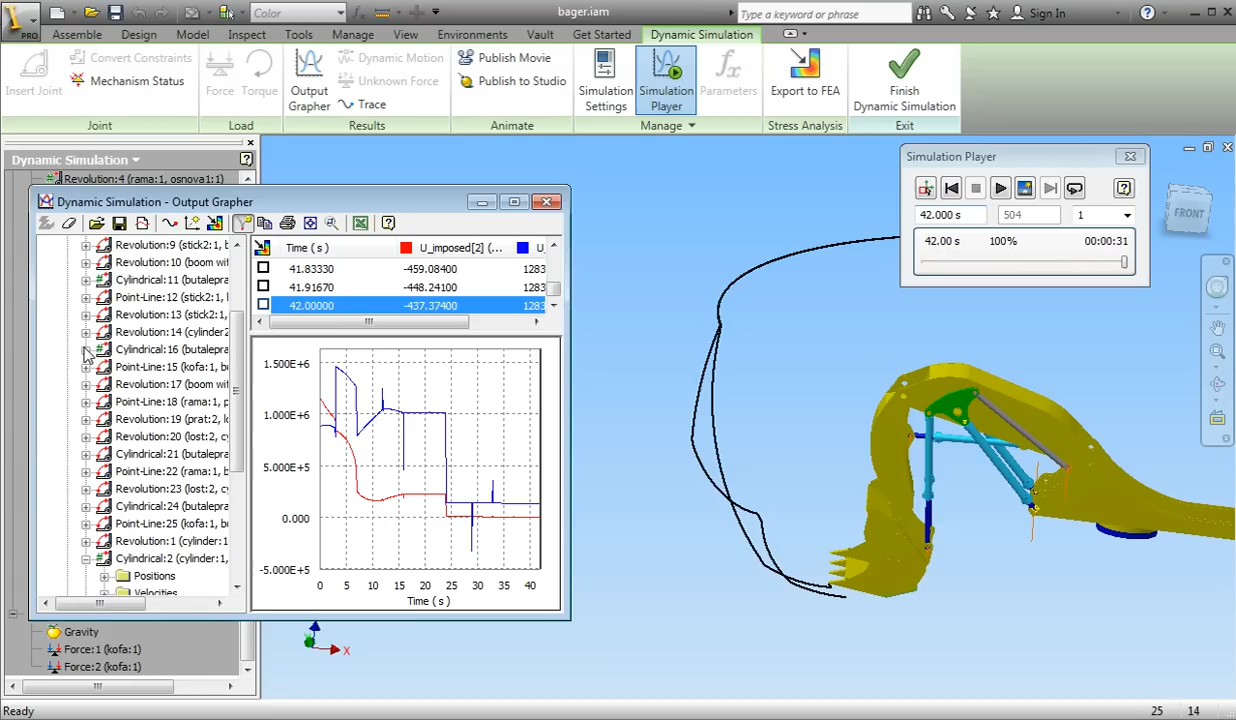 PRO
Color
bager.iam
Type a keyword or phrase
Sign In
Assemble
Design
Model
Inspect
Tools
Manage
View
Environments
Vault
Get Started
Dynamic Simulation
Insert Joint
Convert Constraints
Mechanism Status
Joint
Force
Torque
Load
Output
Grapher
Dynamic Motion
Unknown Force
Trace
Results
Publish Movie
Publish to Studio
Animate
Simulation
Settings
Simulation
Player
Parameters
Manage
Export to FEA
Stress Analysis
Finish
Dynamic Simulation
Exit
Dynamic Simulation
Revolution:4 (rama:1, osnova1:1)
Dynamic Simulation - Output Grapher
Revolution:9 (stick2:1, b
Revolution:10 (boom wit
Cylindrical:11 (butalepra
Point-Line:12 (stick2:1, b
Revolution:13 (stick2:1,
Revolution:14 (cylinder2
Cylindrical:16 (butalepra
Point-Line:15 (kofa:1, bu
Revolution:17 (boom wit
Point-Line:18 (rama:1, p
Revolution:19 (prat:2, lo
Revolution:20 (lost:2, cy
Cylindrical:21 (butalepra
Point-Line:22 (rama:1, b
Revolution:23 (lost:2, cy
Cylindrical:24 (butalepra
Point-Line:25 (kofa:1, bu
Revolution:1 (cylinder:1,
Cylindrical:2 (cylinder:1,
Positions
Velocities
Time ( s )
U_imposed[2] (...
U_
41.83330
-459.08400
1283
41.91667
-448.24100
1283
42.00000
-437.37400
1283
1.500E+6
1.000E+6
5.000E+5
0.000
-5.000E+5
0
5
10
15
20
25
30
35
40
Time ( s )
Gravity
Force:1 (kofa:1)
Force:2 (kofa:1)
X
Simulation Player
42.000 s
504
1
42.00 s
100%
00:00:31
FRONT
Ready
25
14